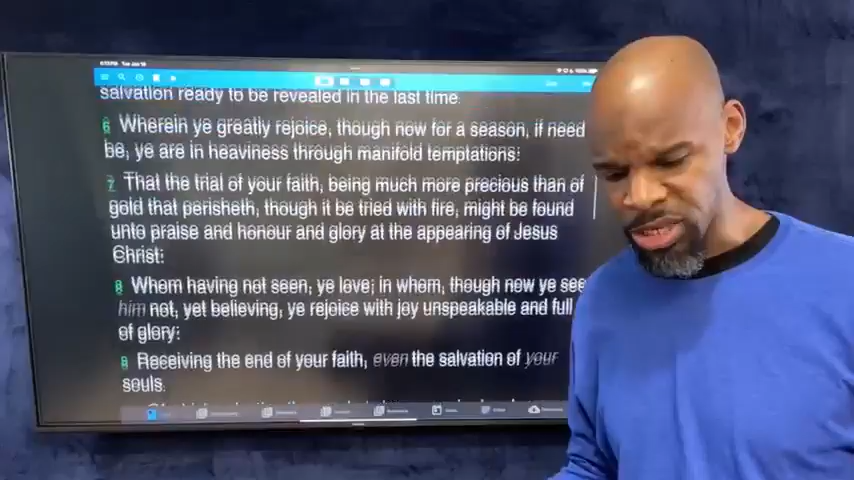 salvation ready to be revealed in the last time.
6 Wherein ye greatly rejoice, though now for a season, if need
be, ye are in heaviness through manifold temptations:
7 That the trial of your faith, being much more precious than of
gold that perisheth, though it be tried with fire, might be found
unto praise and honour and glory at the appearing of Jesus
Christ:
8 Whom having not seen, ye love; in whom, though now ye see
him not, yet believing, ye rejoice with joy unspeakable and full
of glory:
9 Receiving the end of your faith, even the salvation of your
souls.